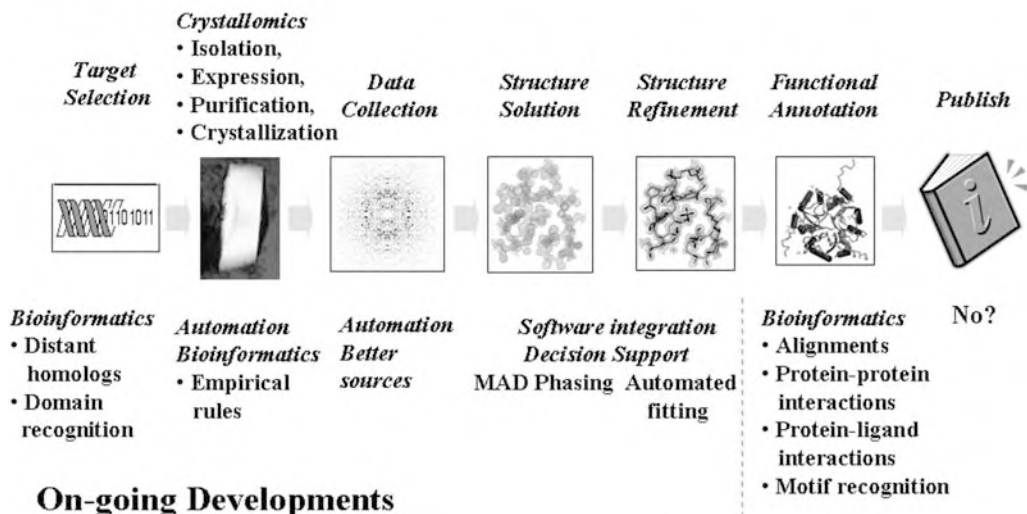 Crystallomics
• Isolation,
• Expression,
• Purification,
• Crystallization
Target
Selection
Data
Collection
Structure
Solution
Structure
Refinement
Functional
Annotation
Publish
1101011
i
Bioinformatics
• Distant
homologs
• Domain
recognition
Automation
Bioinformatics
• Empirical
rules
Automation
Better
sources
Software integration
Decision Support
MAD Phasing Automated
fitting
Bioinformatics
• Alignments
• Protein-protein
interactions
• Protein-ligand
interactions
• Motif recognition
No?
On-going Developments